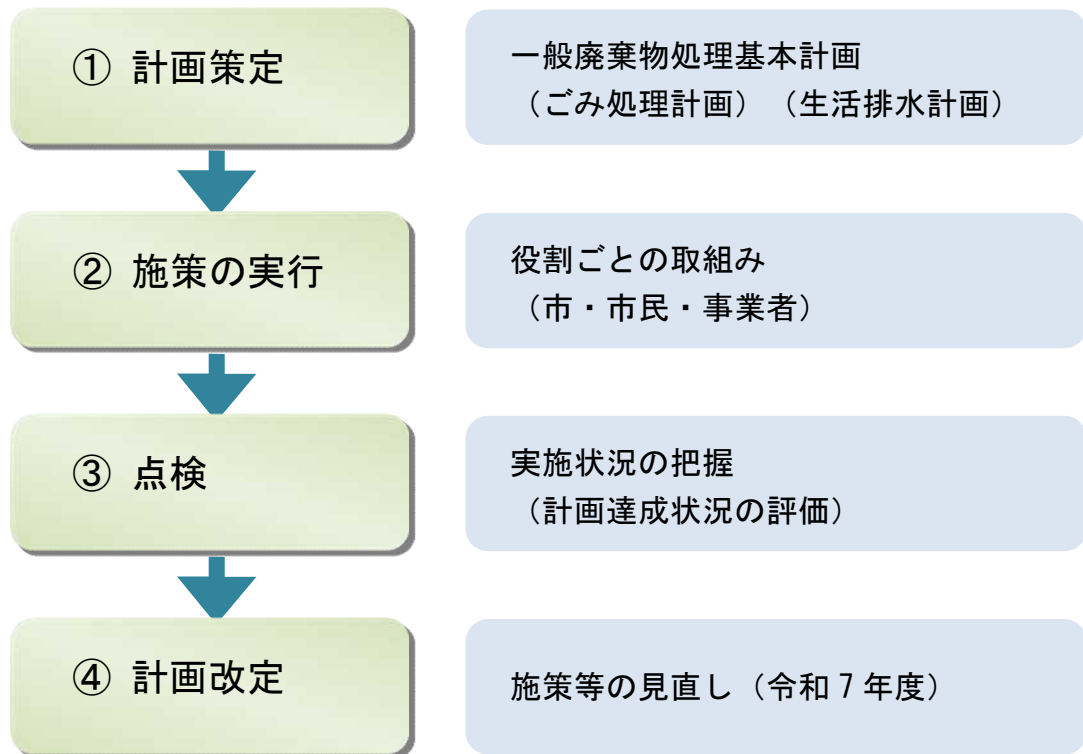 ① 計画策定
一般廃棄物処理基本計画
（ごみ処理計画）（生活排水計画）
② 施策の実行
役割ごとの取組み
（市・市民・事業者）
③ 点検
実施状況の把握
（計画達成状況の評価）
④ 計画改定
施策等の見直し（令和７年度）